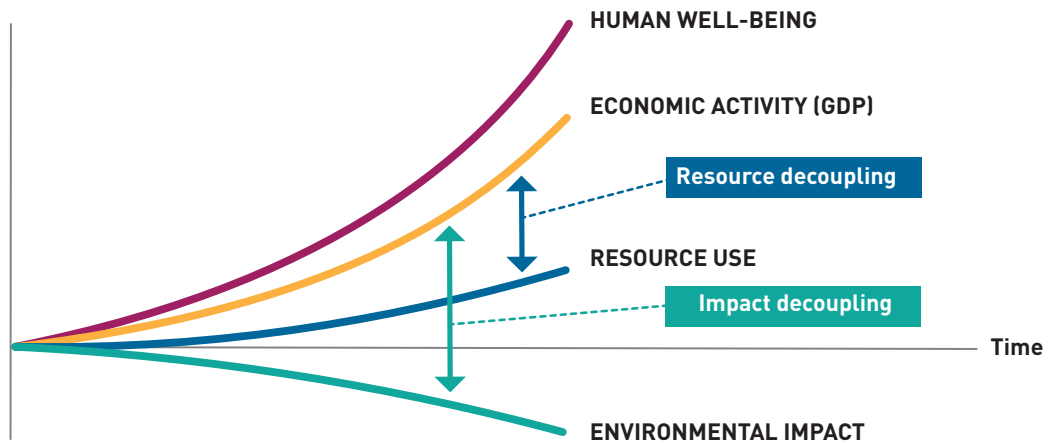 HUMAN WELL-BEING
ECONOMIC ACTIVITY (GDP)
Resource decoupling
RESOURCE USE
Impact decoupling
Time
ENVIRONMENTAL IMPACT